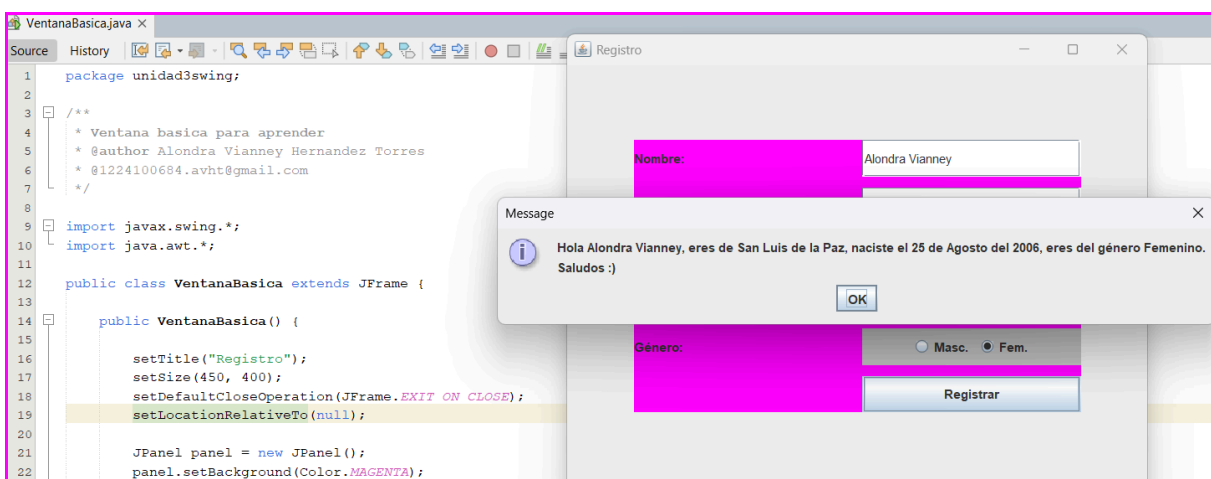 VentanaBasica.java
Source History
1 package unidad3swing;
2
3 /**
4 * Ventana basica para aprender
5 * @author Alondra Vianney Hernandez Torres
6 * @1224100684.avht@gmail.com
7 */
8
9 import javax.swing.*;
10 import java.awt.*;
11
12 public class VentanaBasica extends JFrame {
13
14 public VentanaBasica() {
15
16 setTitle("Registro");
17 setSize(450, 400);
18 setDefaultCloseOperation(JFrame.EXIT_ON_CLOSE);
19 setLocationRelativeTo(null);
20
21 JPanel panel = new JPanel();
22 panel.setBackground(Color.MAGENTA);
Registro
Nombre: Alondra Vianney
Message
Hola Alondra Vianney, eres de San Luis de la Paz, naciste el 25 de Agosto del 2006, eres del género Femenino.
Saludos :)
OK
Género: Masc. Fem.
Registrar